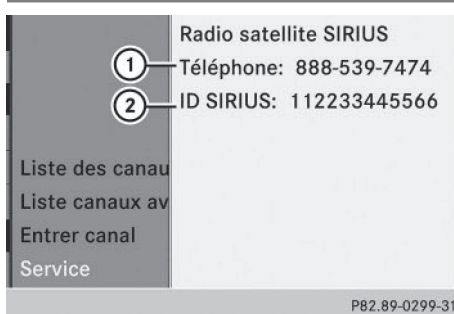 Radio satellite SIRIUS
1 Téléphone: 888-539-7474
2 ID SIRIUS: 112233445566
Liste des canau
Liste canaux av
Entrer canal
Service
P82.89-0299-31